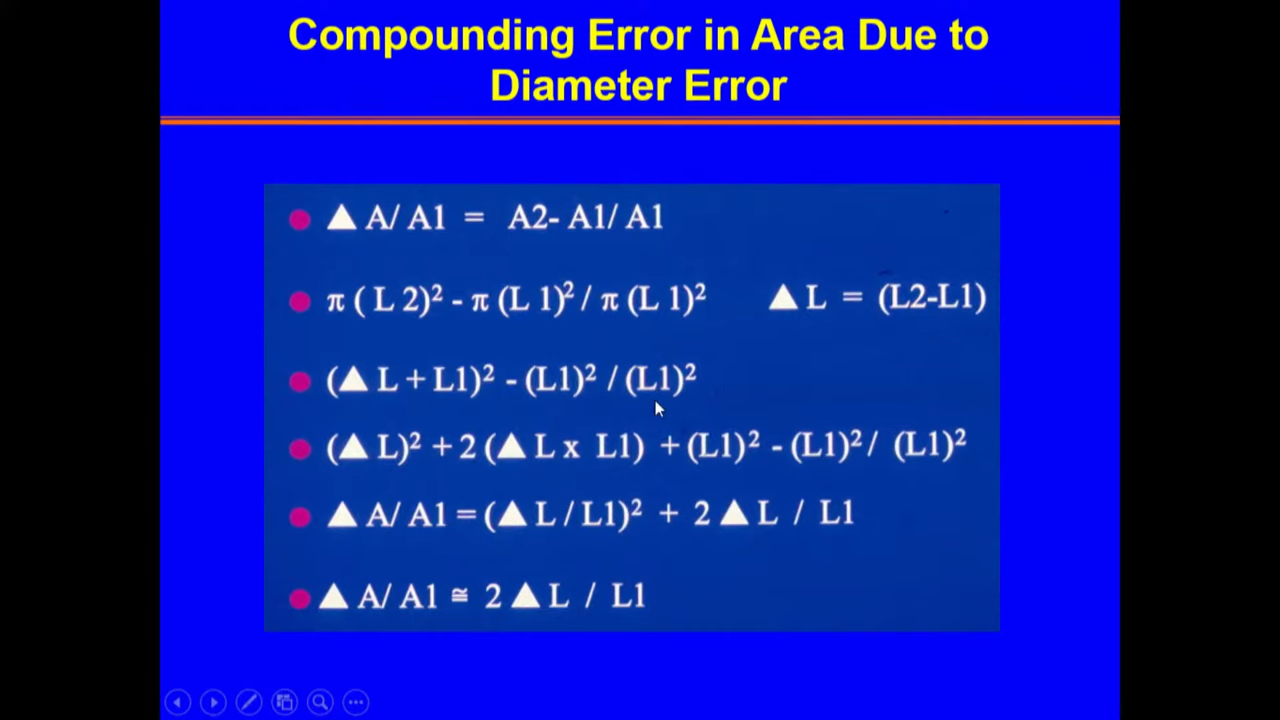 Compounding Error in Area Due to
Diameter Error
▲ A/ A1 = A2- A1/ A1
π ( L 2)² - π (L 1)² / π (L 1)² ▲ L = (L2-L1)
(▲ L + L1)² - (L1)² / (L1)²
(▲ L)² + 2 (▲ L x L1) + (L1)² - (L1)² / (L1)²
▲ A/ A1 = (▲ L / L1)² + 2 ▲ L / L1
▲ A/ A1 ≅ 2 ▲ L / L1